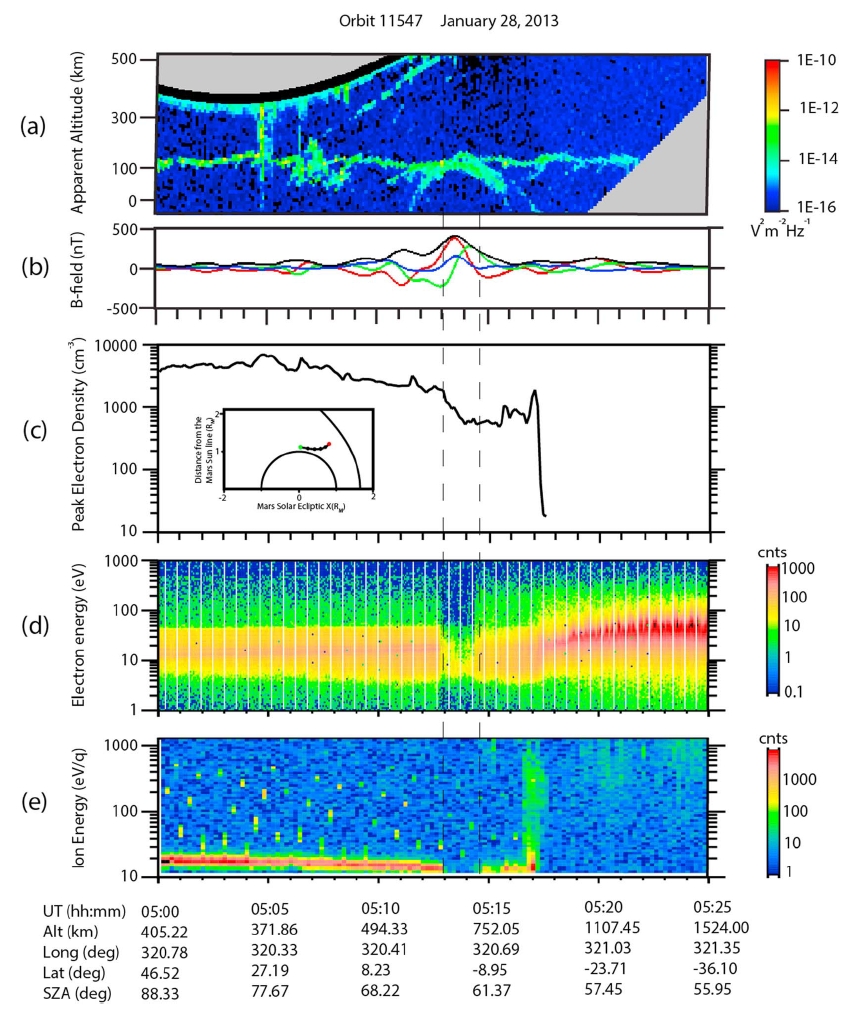 Orbit 11547 January 28, 2013
(a)
Apparent Altitude (km)
500
300
100
0
1E-10
1E-12
1E-14
1E-16
V² m⁻² Hz⁻¹
(b)
B-field (nT)
500
0
-500
(c)
Peak Electron Density (cm⁻³)
10000
1000
100
10
Distance from the
Mars Sun line (R_M)
2
1
-2
0
2
Mars Solar Ecliptic X(R_M)
(d)
Electron energy (eV)
1000
100
10
1
cnts
1000
100
10
1
0.1
(e)
Ion Energy (eV/q)
1000
100
10
cnts
1000
100
10
1
UT (hh:mm) 05:00 05:05 05:10 05:15 05:20 05:25
Alt (km) 405.22 371.86 494.33 752.05 1107.45 1524.00
Long (deg) 320.78 320.33 320.41 320.69 321.03 321.35
Lat (deg) 46.52 27.19 8.23 -8.95 -23.71 -36.10
SZA (deg) 88.33 77.67 68.22 61.37 57.45 55.95